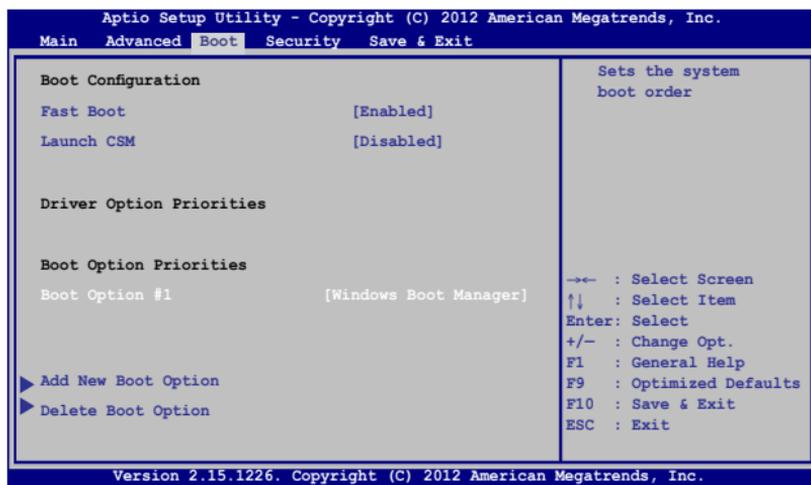 Aptio Setup Utility - Copyright (C) 2012 American Megatrends, Inc.
Main Advanced Boot Security Save & Exit
Boot Configuration
Fast Boot [Enabled]
Launch CSM [Disabled]
Driver Option Priorities
Boot Option Priorities
Boot Option #1 [Windows Boot Manager]
Add New Boot Option
Delete Boot Option
Sets the system
boot order
→← : Select Screen
↑↓ : Select Item
Enter: Select
+/− : Change Opt.
F1 : General Help
F9 : Optimized Defaults
F10 : Save & Exit
ESC : Exit
Version 2.15.1226. Copyright (C) 2012 American Megatrends, Inc.